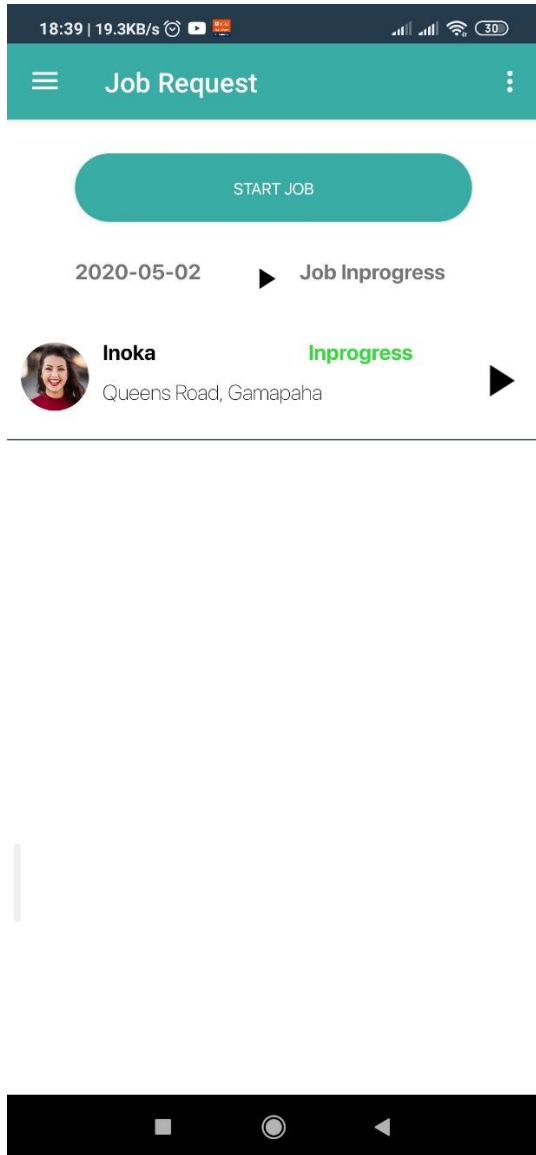 18:39 | 19.3KB/s 30
Job Request
START JOB
2020-05-02 Job Inprogress
Inoka Inprogress
Queens Road, Gamapaha